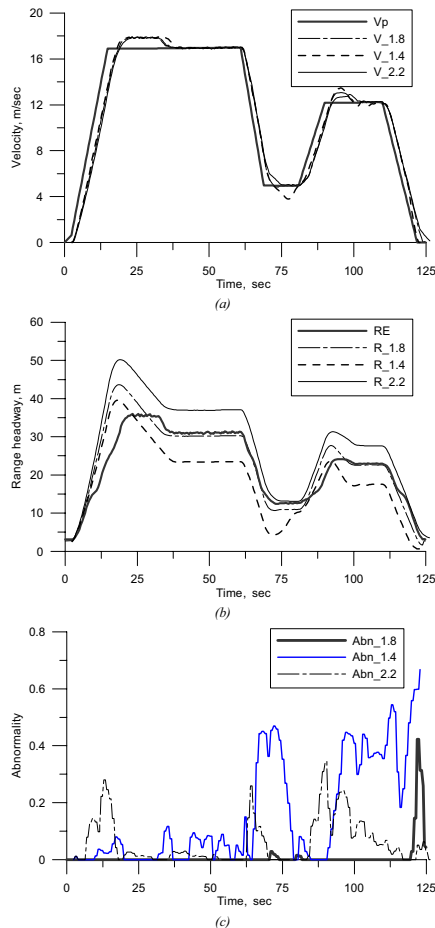 20
16
12
8
4
0
Velocity, m/sec
Vp
V_1.8
V_1.4
V_2.2
0 25 50 75 100 125
Time, sec
(a)
60
50
40
30
20
10
0
Range headway, m
RE
R_1.8
R_1.4
R_2.2
0 25 50 75 100 125
Time, sec
(b)
0.8
0.6
0.4
0.2
0
Abnormality
Abn_1.8
Abn_1.4
Abn_2.2
0 25 50 75 100 125
Time, sec
(c)